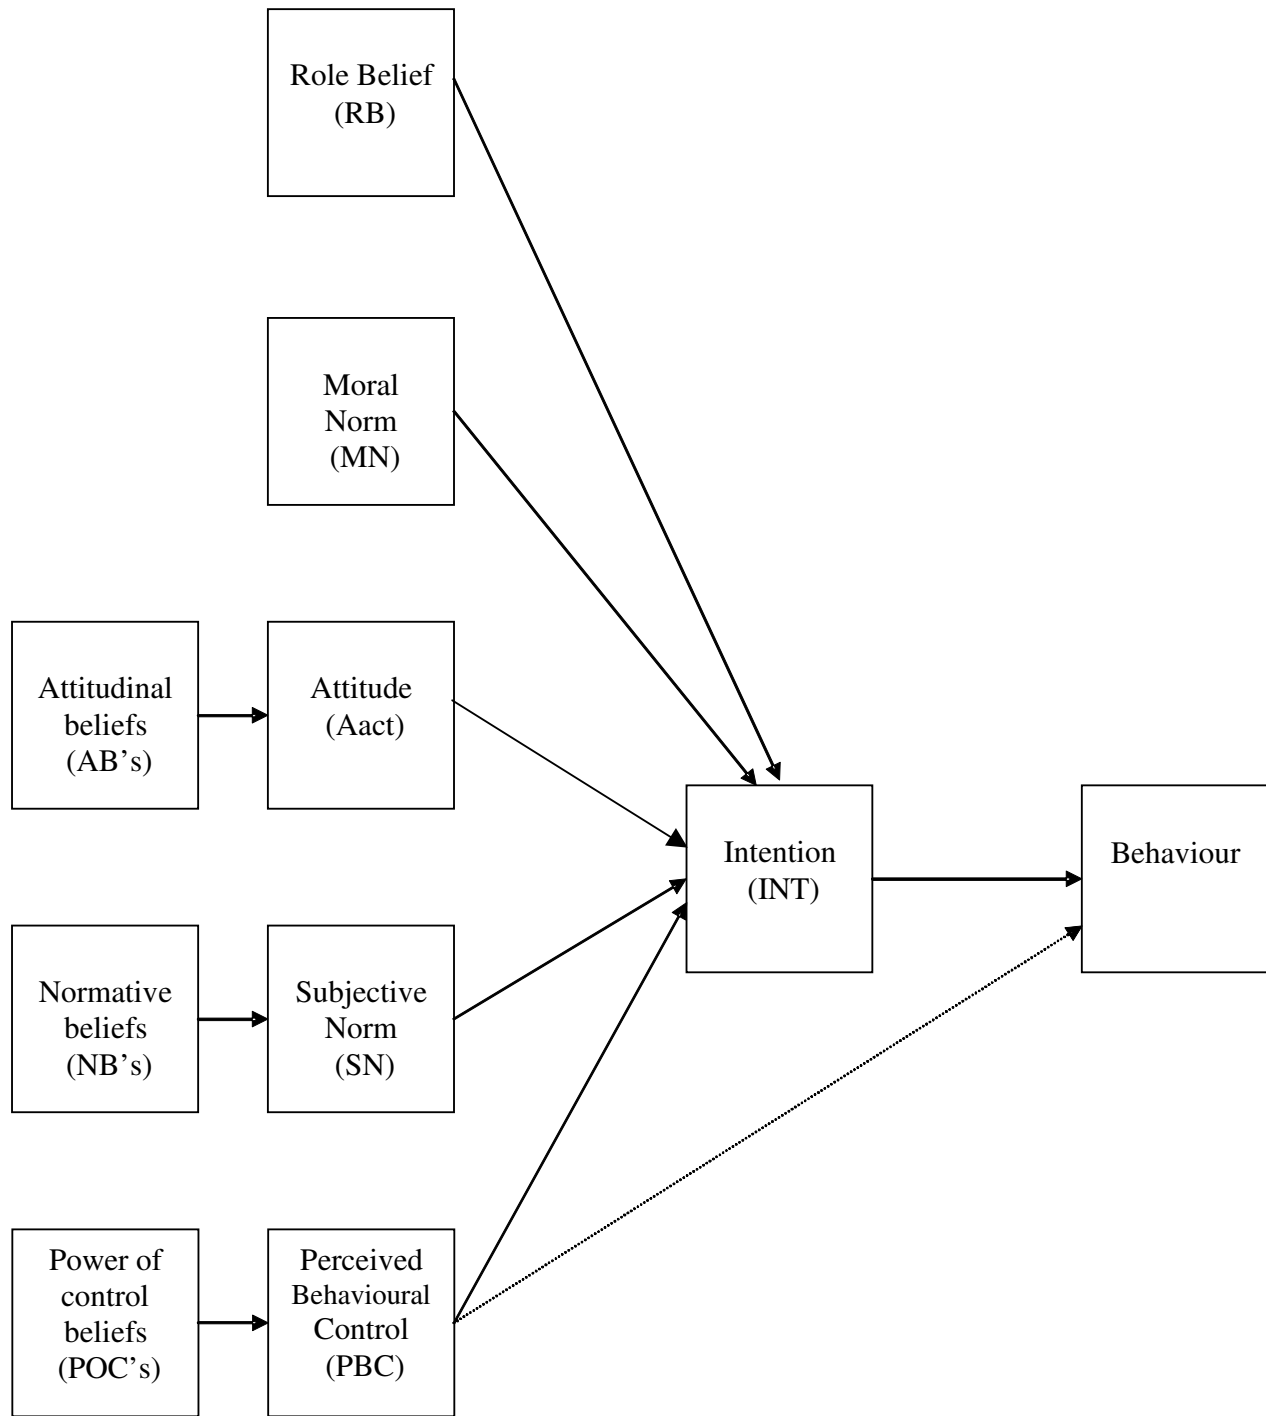 Role Belief
(RB)
Moral
Norm
(MN)
Attitudinal
beliefs
(AB’s)
Attitude
(Aact)
Intention
(INT)
Behaviour
Normative
beliefs
(NB’s)
Subjective
Norm
(SN)
Power of
control
beliefs
(POC’s)
Perceived
Behavioural
Control
(PBC)